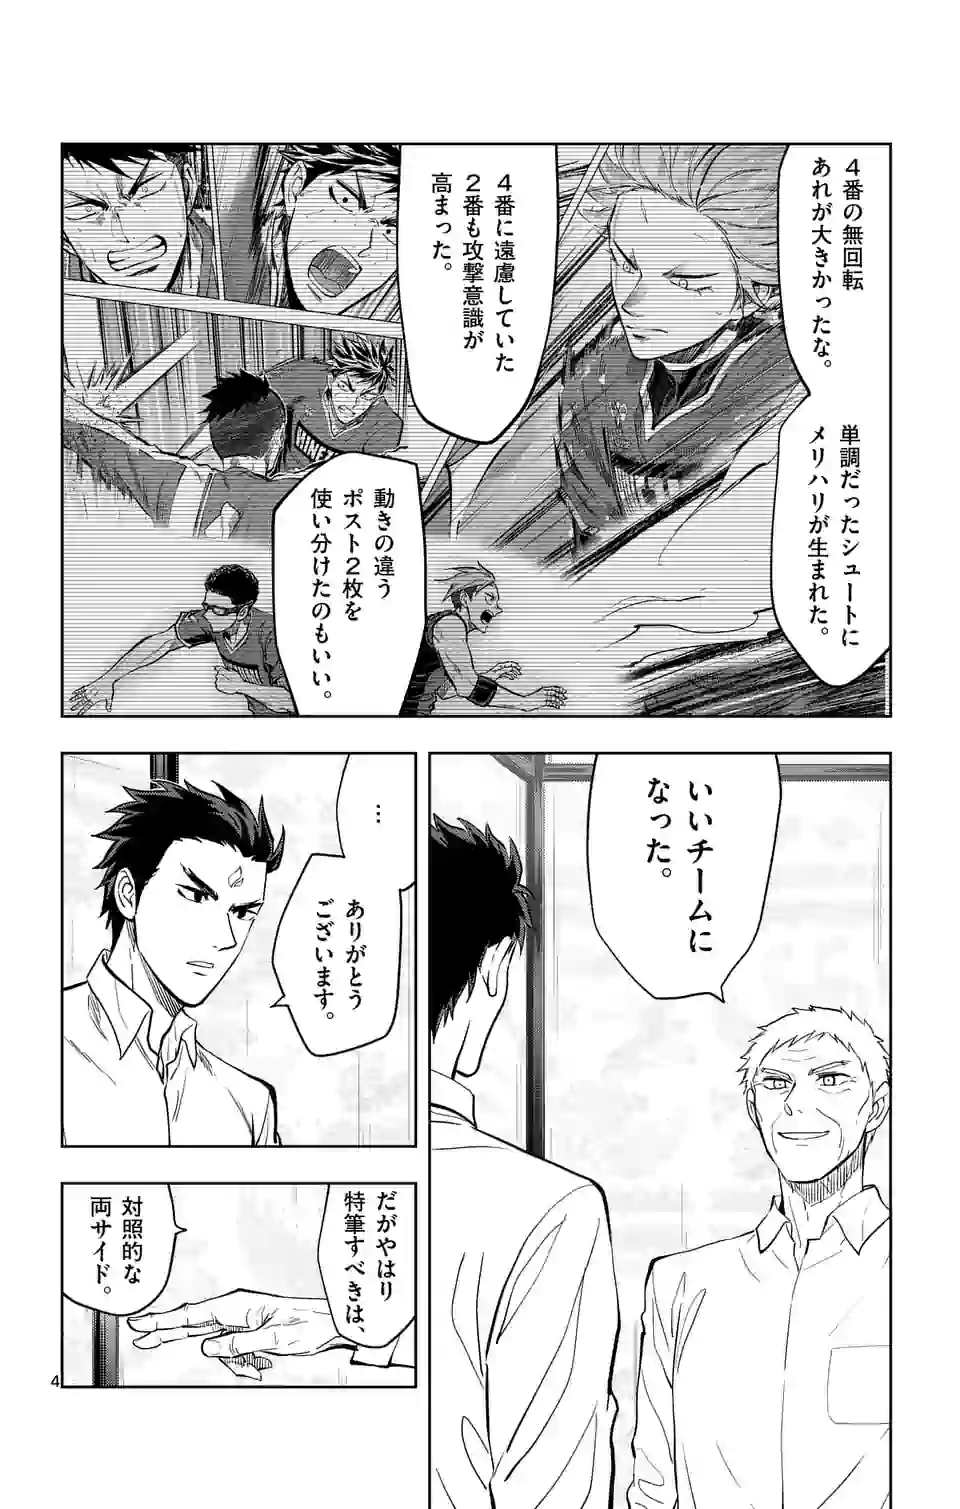 4番の無回転
あれが大きかったな。
単調だったシュートに
メリハリが生まれた。
4番に遠慮していた
2番も攻撃意識が
高まった。
動きの違う
ポスト2枚を
使い分けたのもいい。
いいチームに
なった。
…
ありがとう
ございます。
だがやはり
特筆すべきは、
対照的な
両サイド。
4